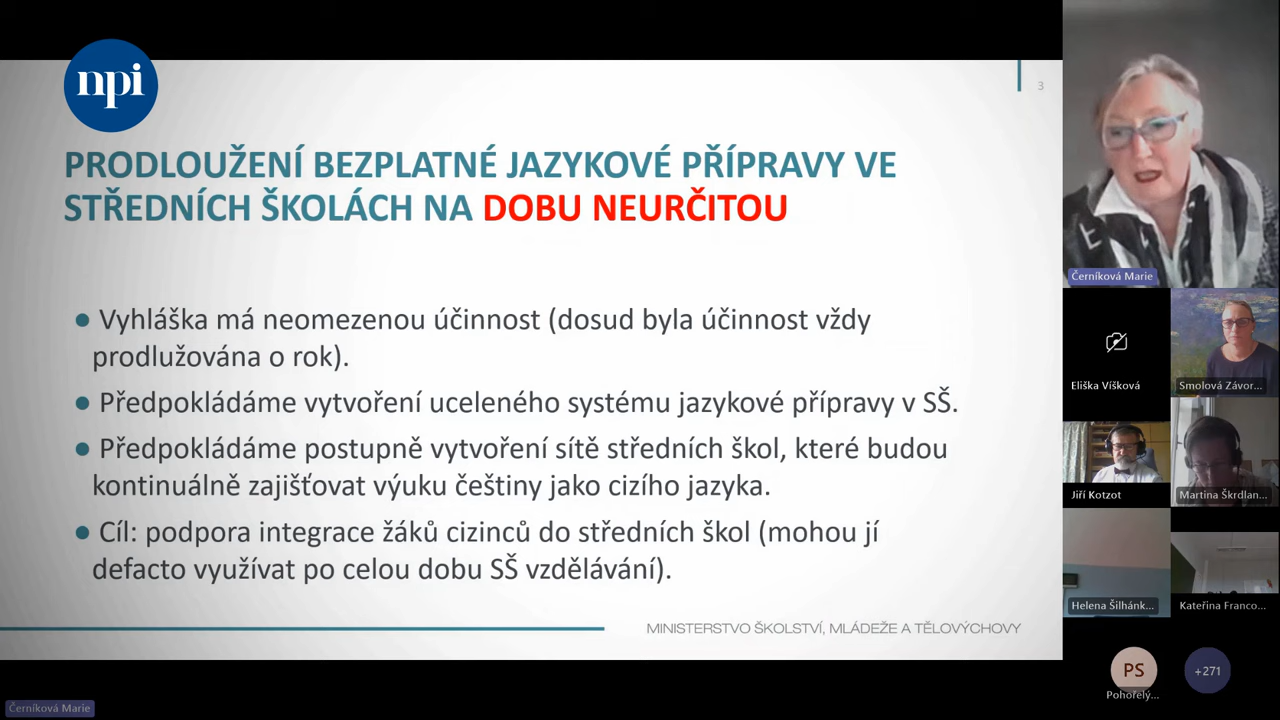 npi
3
PRODLOUŽENÍ BEZPLATNÉ JAZYKOVÉ PŘÍPRAVY VE
STŘEDNÍCH ŠKOLÁCH NA DOBU NEURČITOU
● Vyhláška má neomezenou účinnost (dosud byla účinnost vždy
prodlužována o rok).
● Předpokládáme vytvoření uceleného systému jazykové přípravy v SŠ.
● Předpokládáme postupně vytvoření sítě středních škol, které budou
kontinuálně zajišťovat výuku češtiny jako cizího jazyka.
● Cíl: podpora integrace žáků cizinců do středních škol (mohou jí
defacto využívat po celou dobu SŠ vzdělávání).
MINISTERSTVO ŠKOLSTVÍ, MLÁDEŽE A TĚLOVÝCHOVY
Černíková Marie
Černíková Marie
Eliška Víšková
Smolová Závor...
Jiří Kotzot
Martina Škrdlan...
Helena Šilhánk...
Kateřina Franco...
PS
+271
Pohořelý...